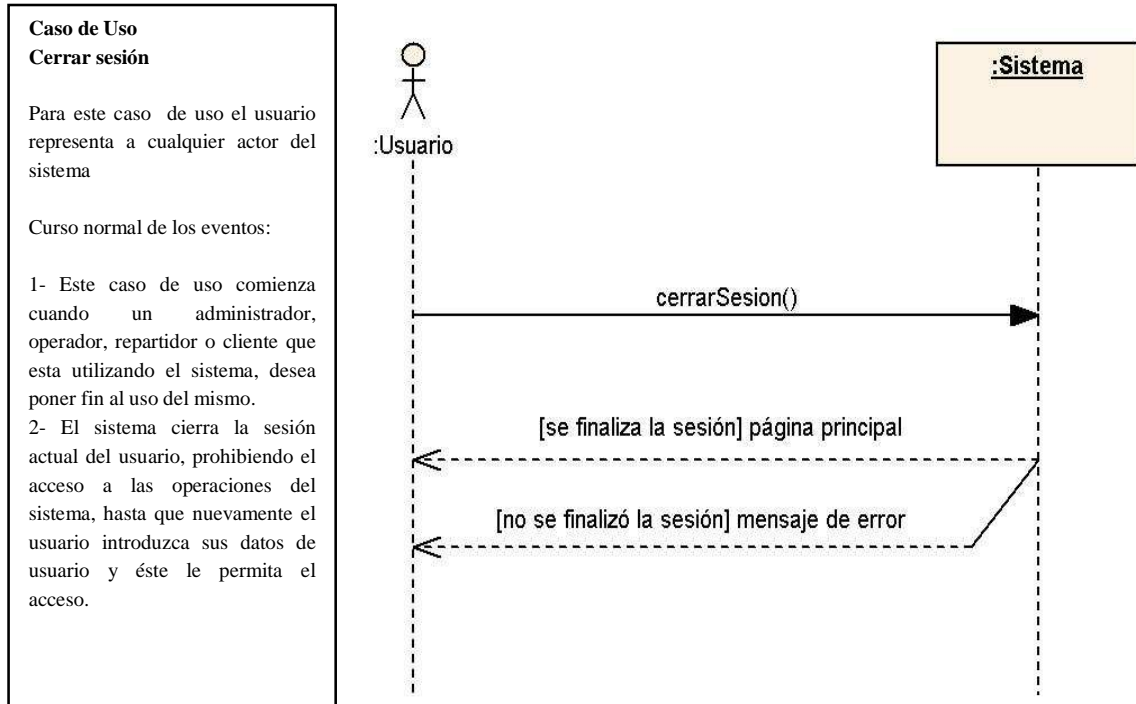 Caso de Uso
Cerrar sesión
Para este caso de uso el usuario
representa a cualquier actor del
sistema
Curso normal de los eventos:
1- Este caso de uso comienza
cuando un administrador,
operador, repartidor o cliente que
esta utilizando el sistema, desea
poner fin al uso del mismo.
2- El sistema cierra la sesión
actual del usuario, prohibiendo el
acceso a las operaciones del
sistema, hasta que nuevamente el
usuario introduzca sus datos de
usuario y éste le permita el
acceso.
:Usuario
:Sistema
cerrarSesion()
[se finaliza la sesión] página principal
[no se finalizó la sesión] mensaje de error